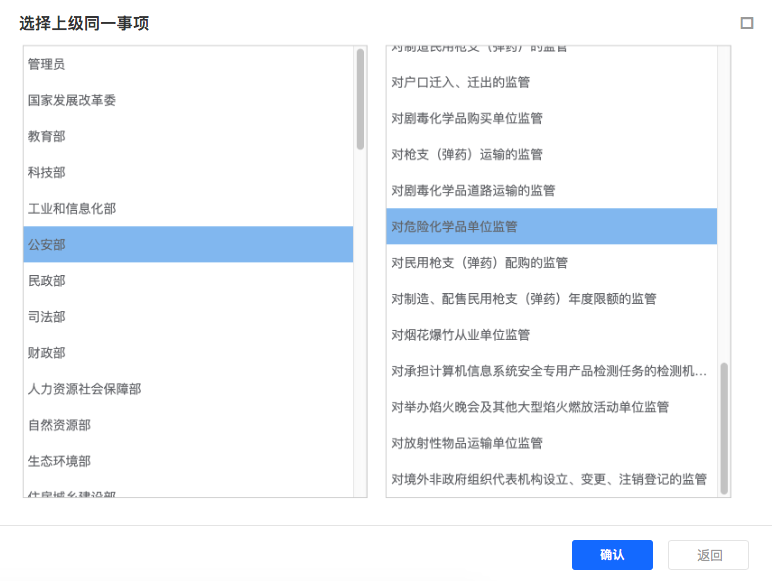 选择上级同一事项
管理员
国家发展改革委
教育部
科技部
工业和信息化部
公安部
民政部
司法部
财政部
人力资源社会保障部
自然资源部
生态环境部
住房城乡建设部
对制造民用枪支（弹药）的监管
对户口迁入、迁出的监管
对剧毒化学品购买单位监管
对枪支（弹药）运输的监管
对剧毒化学品道路运输的监管
对危险化学品单位监管
对民用枪支（弹药）配购的监管
对制造、配售民用枪支（弹药）年度限额的监管
对烟花爆竹从业单位监管
对承担计算机信息系统安全专用产品检测任务的检测机...
对举办焰火晚会及其他大型焰火燃放活动单位监管
对放射性物品运输单位监管
对境外非政府组织代表机构设立、变更、注销登记的监管
确认
返回